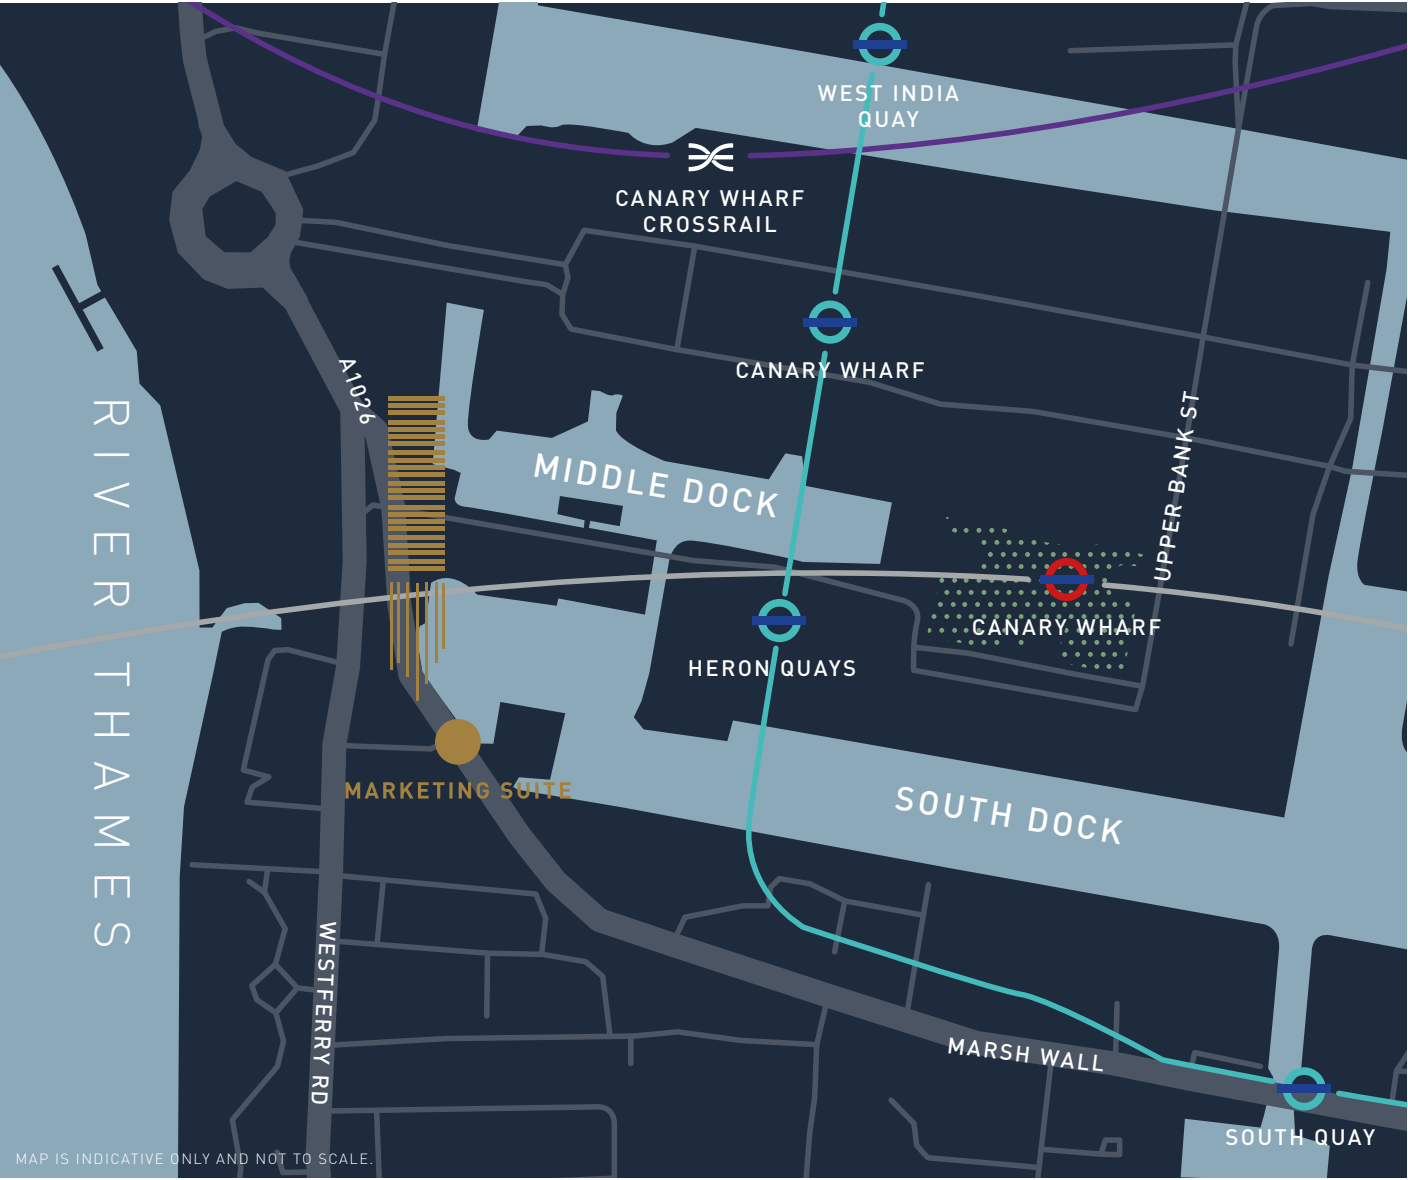 WEST INDIA
QUAY
CANARY WHARF
CROSSRAIL
CANARY WHARF
A1026
MIDDLE DOCK
UPPER BANK ST
RIVER THAMES
CANARY WHARF
HERON QUAYS
MARKETING SUITE
SOUTH DOCK
WESTFERRY RD
MARSH WALL
SOUTH QUAY
MAP IS INDICATIVE ONLY AND NOT TO SCALE.